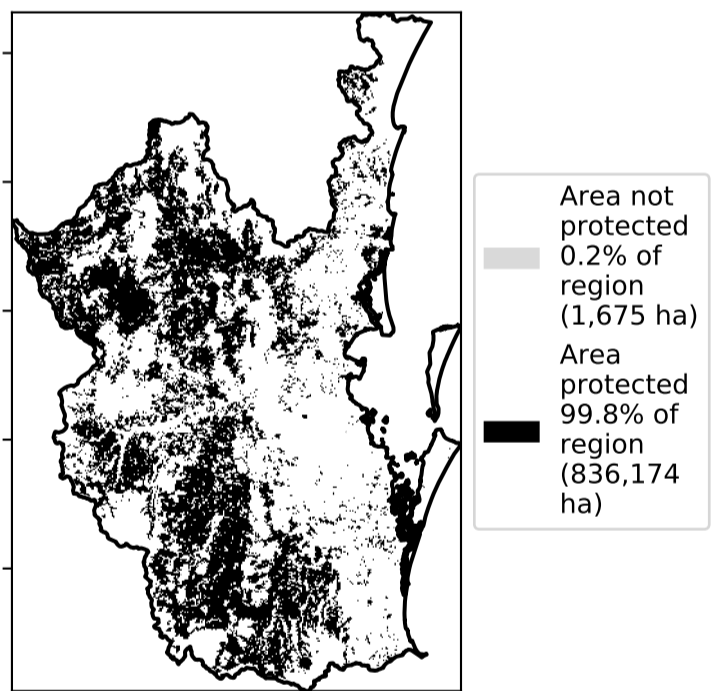 Area not
protected
0.2% of
region
(1,675 ha)
Area
protected
99.8% of
region
(836,174
ha)